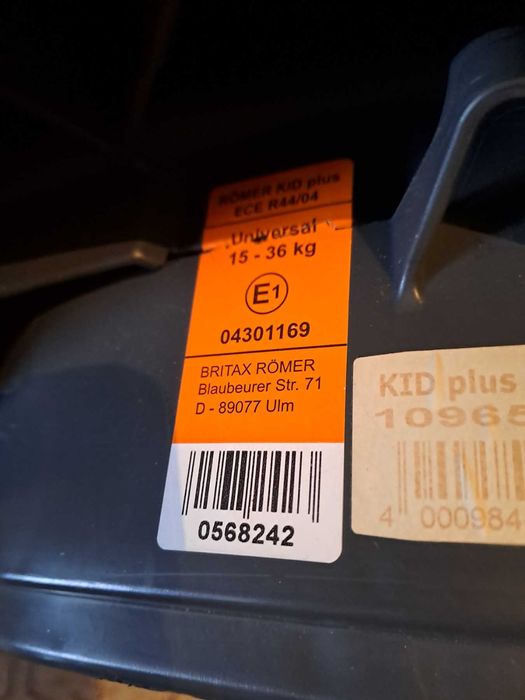 RÖMER KID plus
ECE R44/04
Universal
15 - 36 kg
E1
04301169
BRITAX RÖMER
Blaubeurer Str. 71
D - 89077 Ulm
0568242
KID plus
10965
4 000984